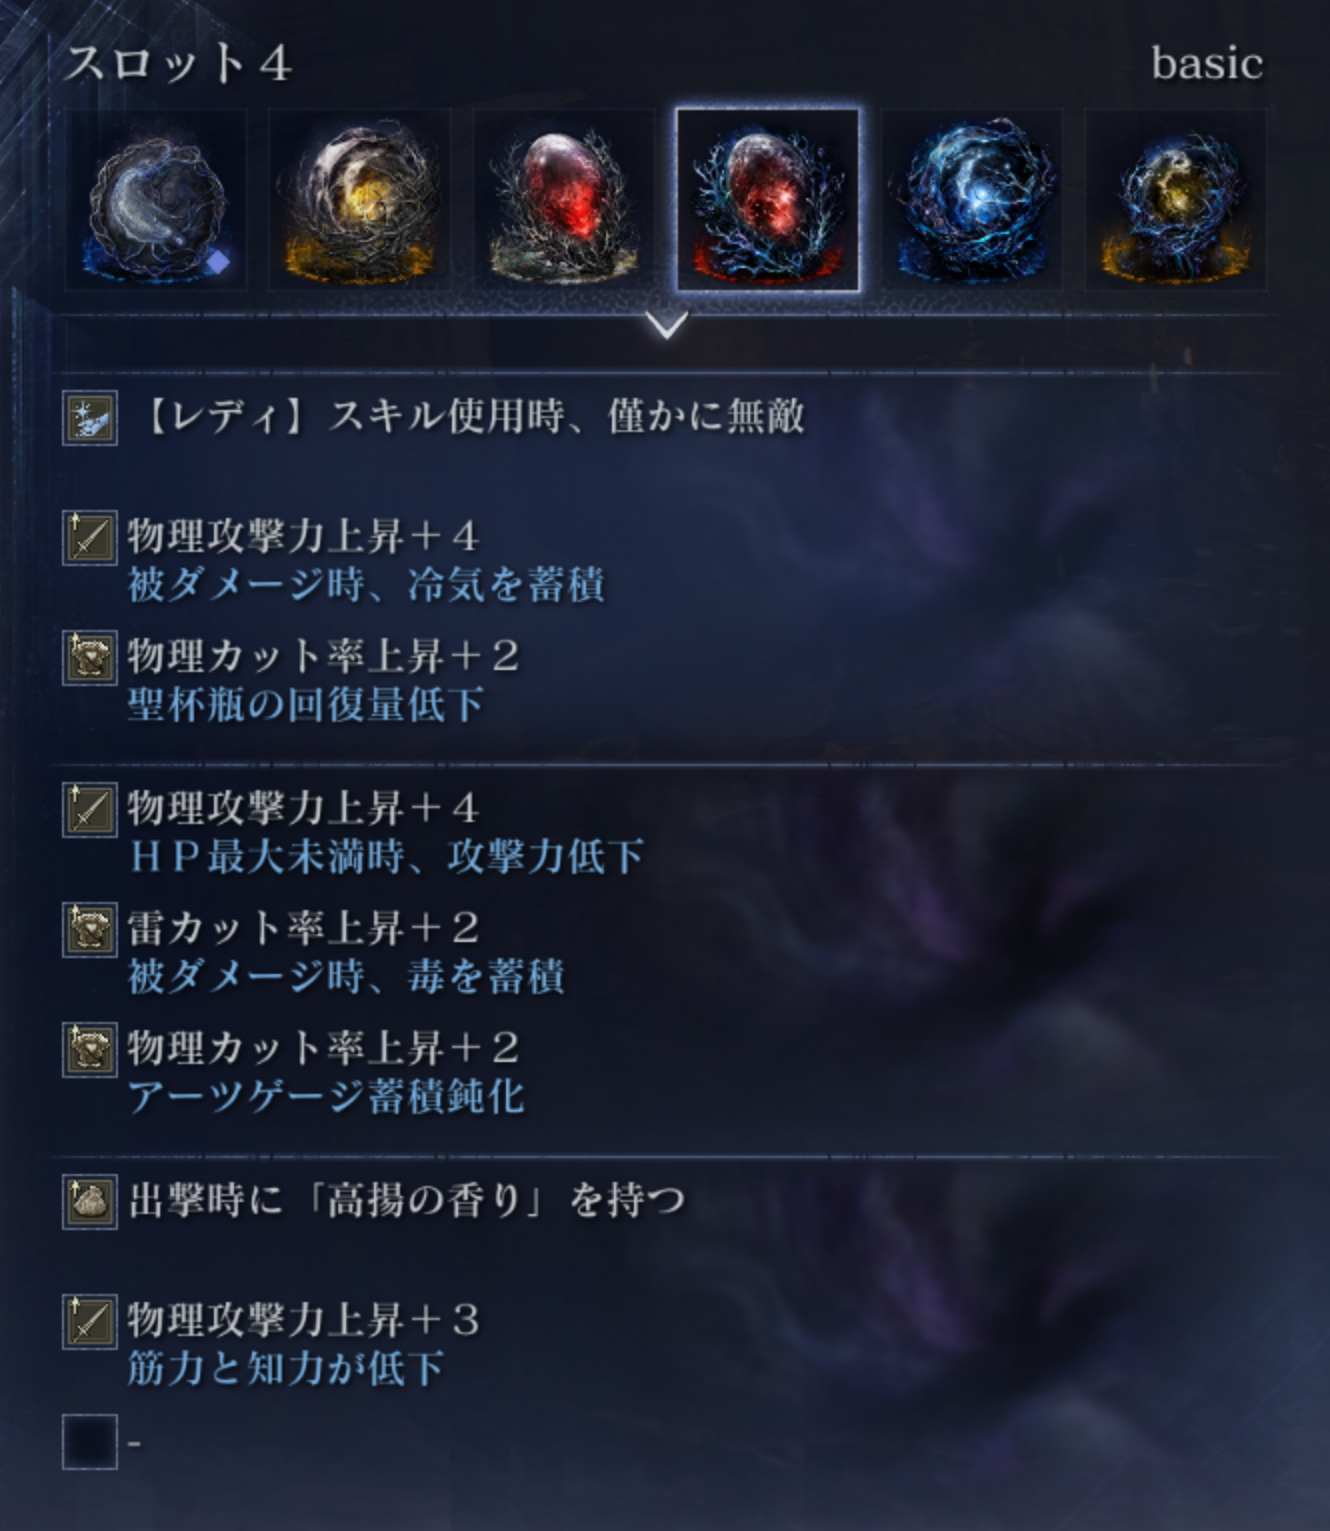 スロット４
basic
【レディ】スキル使用時、僅かに無敵
物理攻撃力上昇＋４
被ダメージ時、冷気を蓄積
物理カット率上昇＋２
聖杯瓶の回復量低下
物理攻撃力上昇＋４
ＨＰ最大未満時、攻撃力低下
雷カット率上昇＋２
被ダメージ時、毒を蓄積
物理カット率上昇＋２
アーツゲージ蓄積鈍化
出撃時に「高揚の香り」を持つ
物理攻撃力上昇＋３
筋力と知力が低下
-